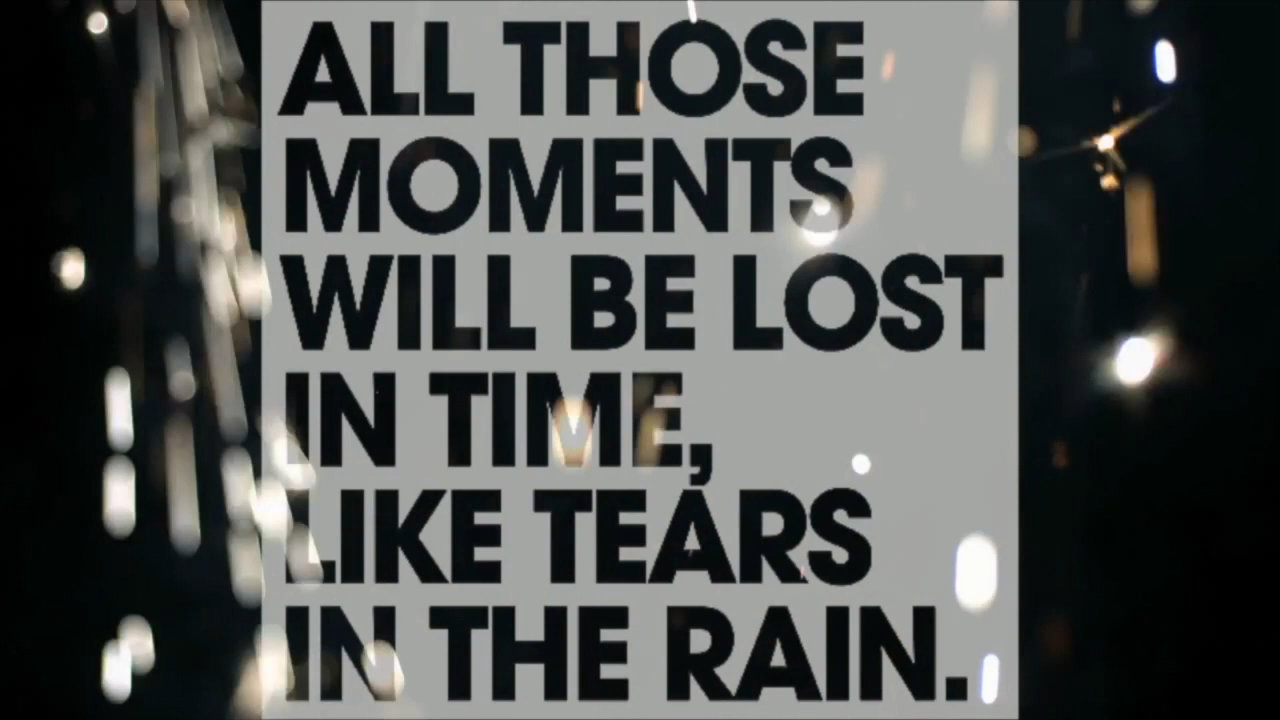 ALL THOSE
MOMENTS
WILL BE LOST
IN TIME,
LIKE TEARS
IN THE RAIN.